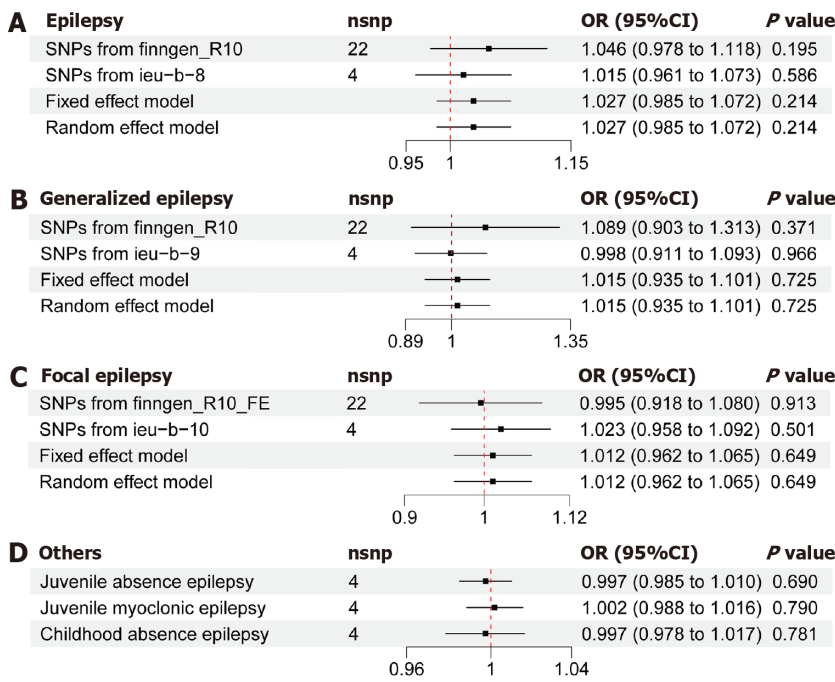 A Epilepsy nsnp OR (95%CI) P value
SNPs from finngen_R10 22 1.046 (0.978 to 1.118) 0.195
SNPs from ieu−b−8 4 1.015 (0.961 to 1.073) 0.586
Fixed effect model 1.027 (0.985 to 1.072) 0.214
Random effect model 1.027 (0.985 to 1.072) 0.214
0.95 1 1.15
B Generalized epilepsy nsnp OR (95%CI) P value
SNPs from finngen_R10 22 1.089 (0.903 to 1.313) 0.371
SNPs from ieu−b−9 4 0.998 (0.911 to 1.093) 0.966
Fixed effect model 1.015 (0.935 to 1.101) 0.725
Random effect model 1.015 (0.935 to 1.101) 0.725
0.89 1 1.35
C Focal epilepsy nsnp OR (95%CI) P value
SNPs from finngen_R10_FE 22 0.995 (0.918 to 1.080) 0.913
SNPs from ieu−b−10 4 1.023 (0.958 to 1.092) 0.501
Fixed effect model 1.012 (0.962 to 1.065) 0.649
Random effect model 1.012 (0.962 to 1.065) 0.649
0.9 1 1.12
D Others nsnp OR (95%CI) P value
Juvenile absence epilepsy 4 0.997 (0.985 to 1.010) 0.690
Juvenile myoclonic epilepsy 4 1.002 (0.988 to 1.016) 0.790
Childhood absence epilepsy 4 0.997 (0.978 to 1.017) 0.781
0.96 1 1.04